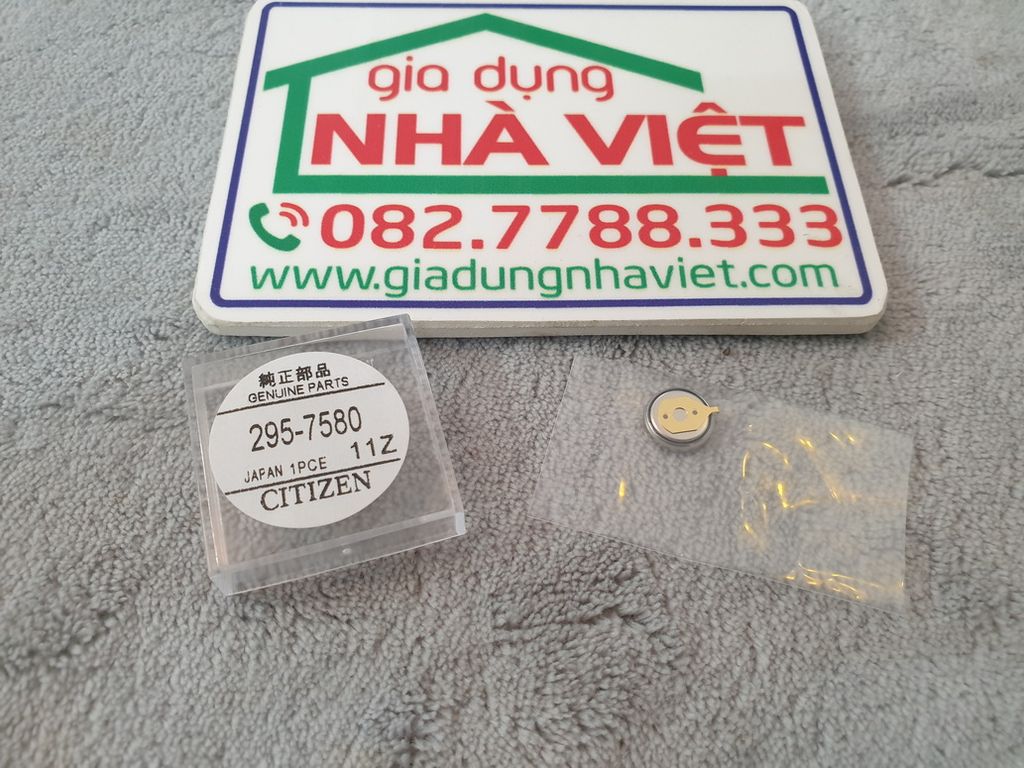 gia dụng
NHÀ VIỆT
082.7788.333
www.giadungnhaviet.com
純正部品
GENUINE PARTS
295-7580
11Z
JAPAN 1PCE
CITIZEN